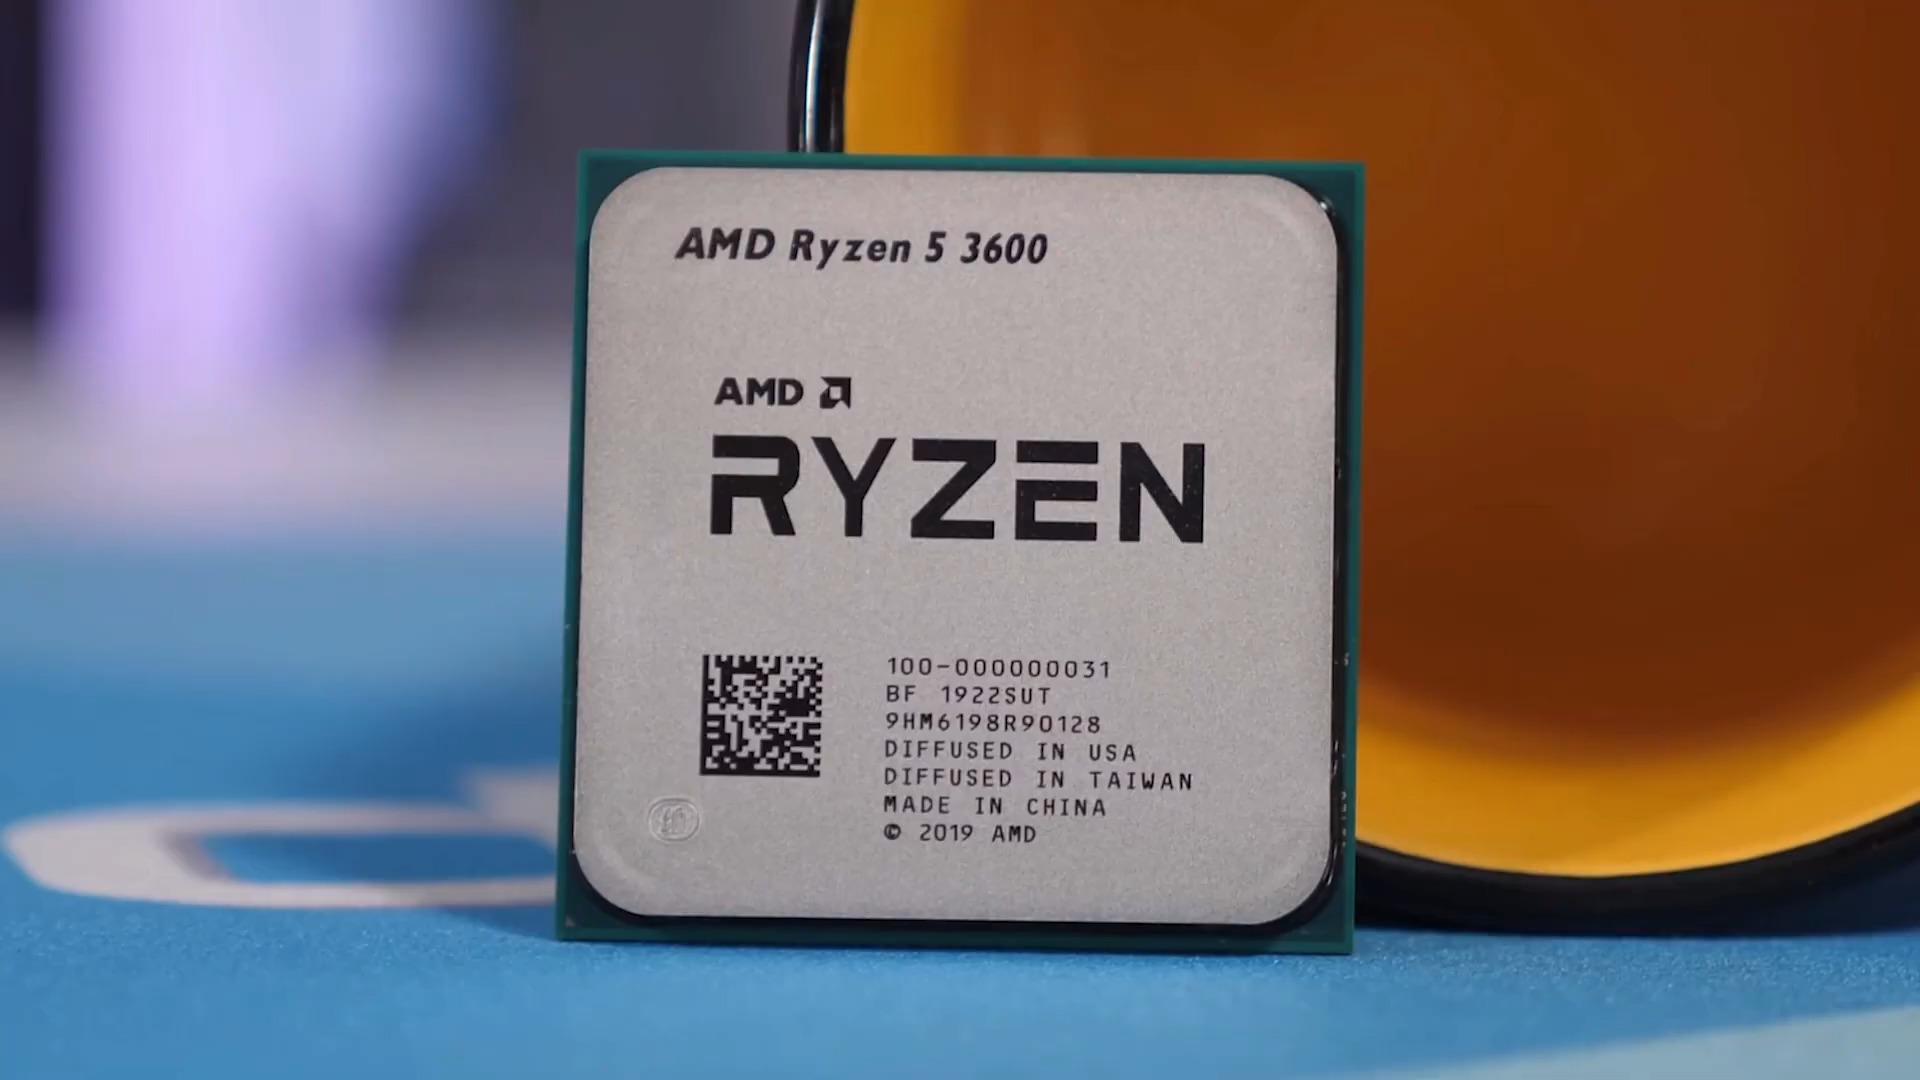 AMD Ryzen 5 3600
AMD
RYZEN
100-000000031
BF 1922SUT
9HM6198R90128
DIFFUSED IN USA
DIFFUSED IN TAIWAN
MADE IN CHINA
© 2019 AMD